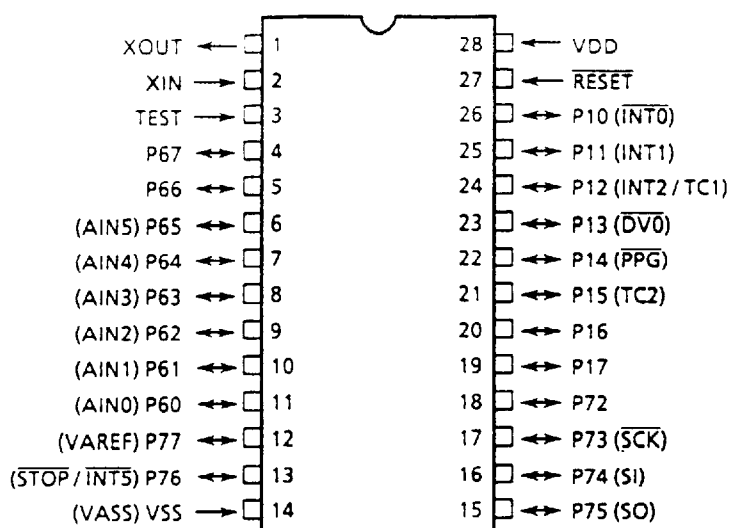 XOUT 1 28 VDD
XIN 2 27 RESET
TEST 3 26 P10 (INT0)
P67 4 25 P11 (INT1)
P66 5 24 P12 (INT2 / TC1)
(AIN5) P65 6 23 P13 (DV0)
(AIN4) P64 7 22 P14 (PPG)
(AIN3) P63 8 21 P15 (TC2)
(AIN2) P62 9 20 P16
(AIN1) P61 10 19 P17
(AIN0) P60 11 18 P72
(VAREF) P77 12 17 P73 (SCK)
(STOP / INT5) P76 13 16 P74 (SI)
(VASS) VSS 14 15 P75 (SO)